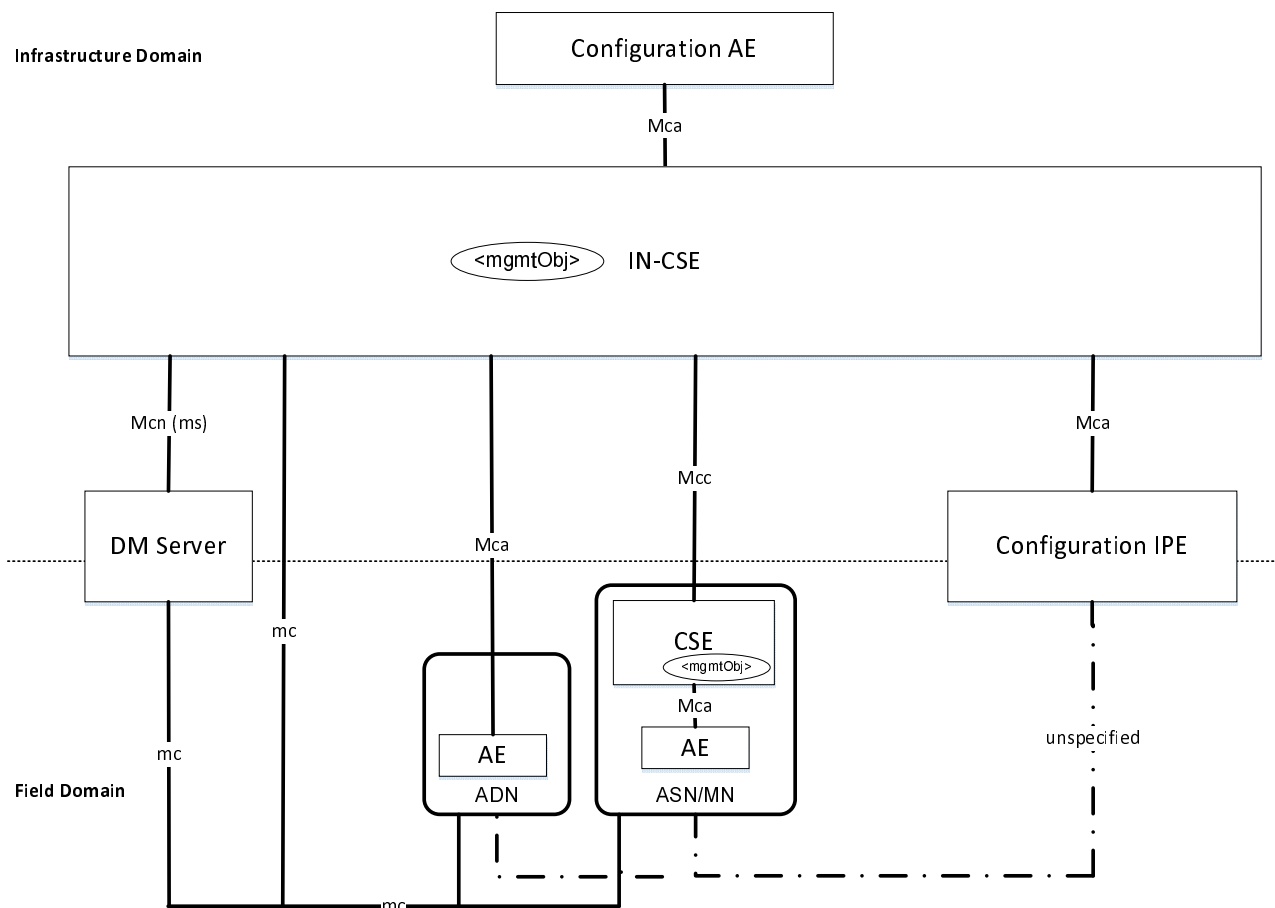 Configuration AE
Infrastructure Domain
Mca
<mgmtObj> IN-CSE
Mcn (ms)
Mca
Mcc
DM Server
Mca
Configuration IPE
mc
CSE
<mgmtObj>
Mca
unspecified
mc
AE
AE
Field Domain
ADN
ASN/MN
mc